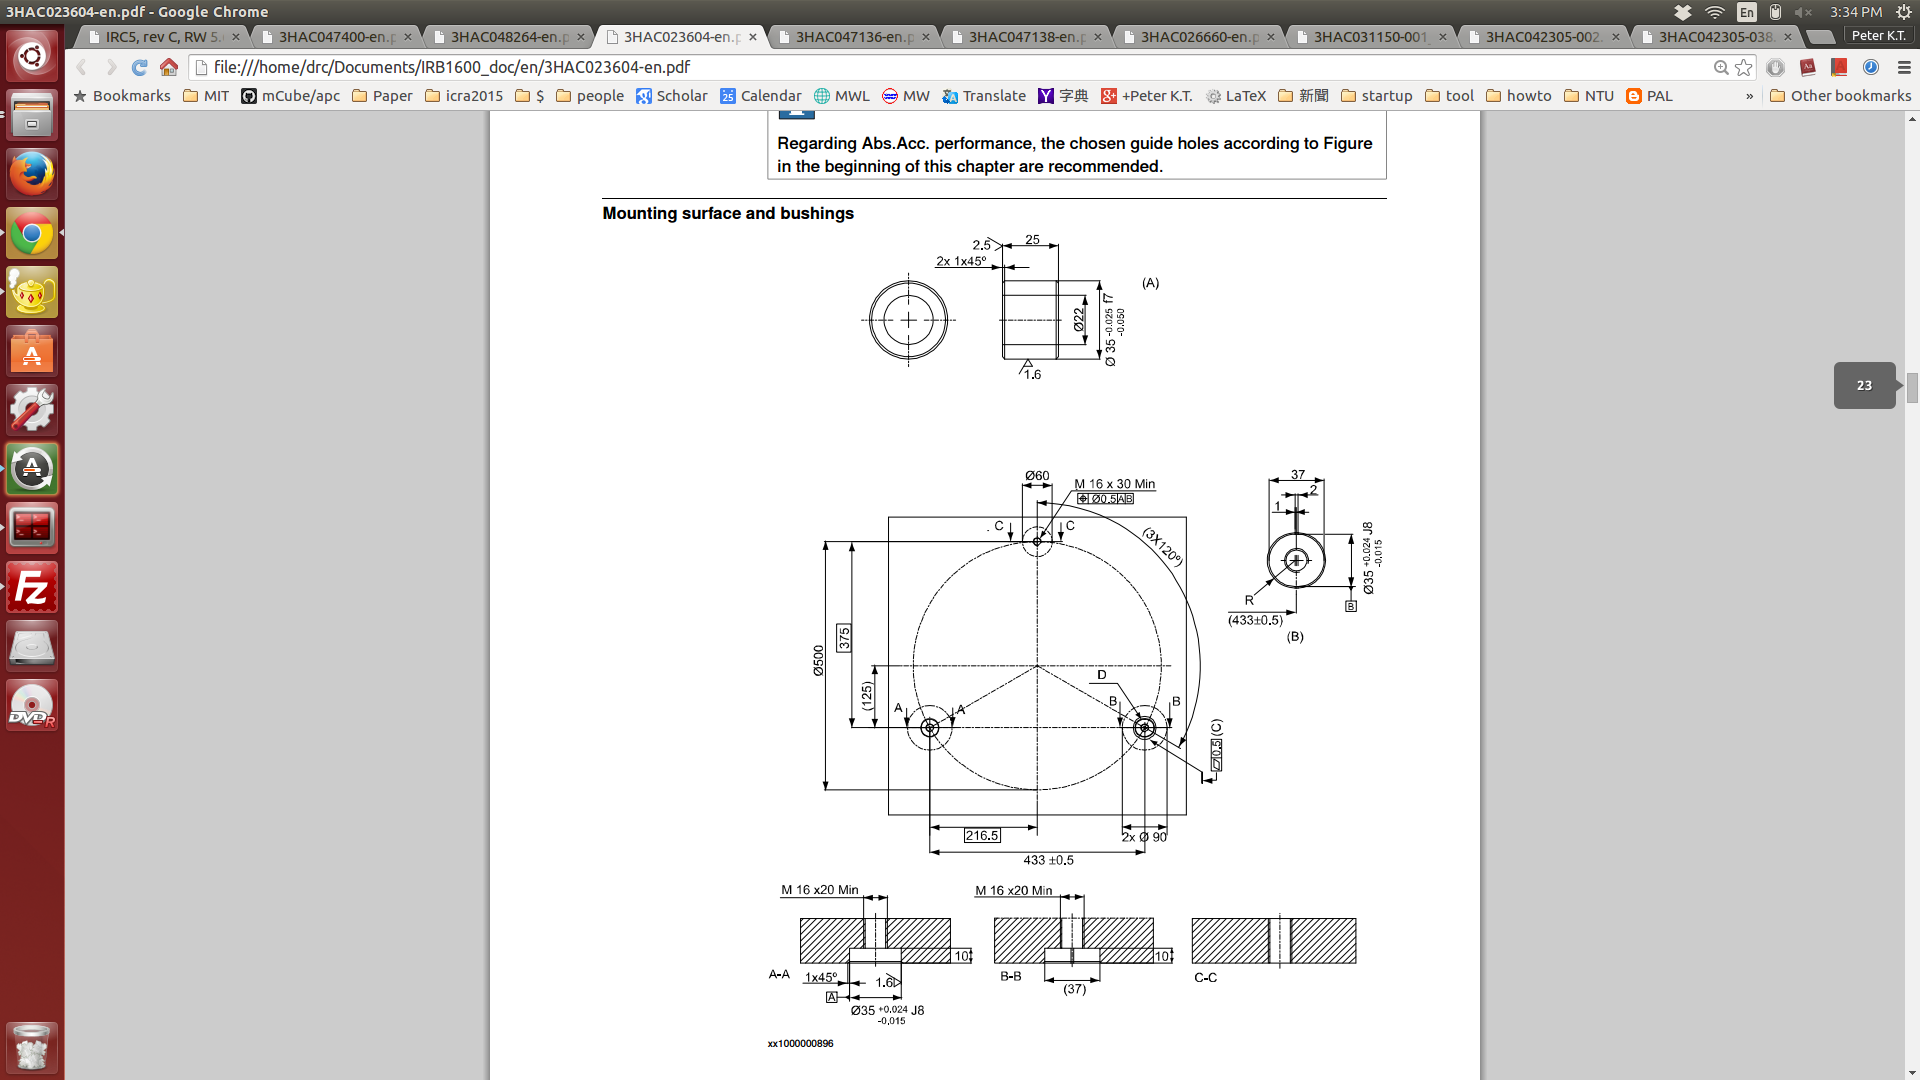 3HAC023604-en.pdf - Google Chrome
En
3:34 PM
IRC5, rev C, RW 5.
3HAC047400-en.p
3HAC048264-en.p
3HAC023604-en.p
3HAC047136-en.p
3HAC047138-en.p
3HAC026660-en.p
3HAC031150-001
3HAC042305-002
3HAC042305-038
Peter K.T.
file:///home/drc/Documents/IRB1600_doc/en/3HAC023604-en.pdf
Bookmarks
MIT
mCube/apc
Paper
icra2015
$
people
Scholar
Calendar
MWL
MW
Translate
字典
+Peter K.T.
LaTeX
新聞
startup
tool
howto
NTU
PAL
»
Other bookmarks
Regarding Abs.Acc. performance, the chosen guide holes according to Figure
in the beginning of this chapter are recommended.
Mounting surface and bushings
2.5
25
2x 1x45º
(A)
Ø22
Ø 35 -0.025 f7
-0.050
1.6
23
Ø60
M 16 x 30 Min
Ø0.5 A B
C
C
(3X120º)
37
2
1
Ø35 +0.024 J8
-0.015
R
B
(433±0.5)
(B)
Ø500
375
(125)
D
A
A
B
B
0.5 (C)
216.5
2x Ø 90
433 ±0.5
M 16 x20 Min
M 16 x20 Min
10
10
A-A
1x45º
1.6
B-B
(37)
C-C
A
Ø35 +0.024 J8
-0,015
xx1000000896